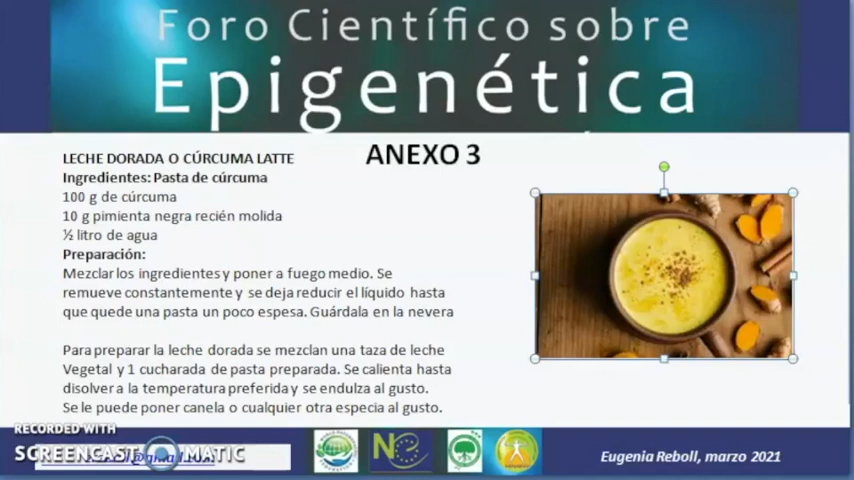 Foro Científico sobre
Epigenética
ANEXO 3
LECHE DORADA O CÚRCUMA LATTE
Ingredientes: Pasta de cúrcuma
100 g de cúrcuma
10 g pimienta negra recién molida
½ litro de agua
Preparación:
Mezclar los ingredientes y poner a fuego medio. Se
remueve constantemente y se deja reducir el líquido hasta
que quede una pasta un poco espesa. Guárdala en la nevera
Para preparar la leche dorada se mezclan una taza de leche
Vegetal y 1 cucharada de pasta preparada. Se calienta hasta
disolver a la temperatura preferida y se endulza al gusto.
Se le puede poner canela o cualquier otra especia al gusto.
RECORDED WITH
SCREENCAST MATIC
Eugenia Reboll, marzo 2021